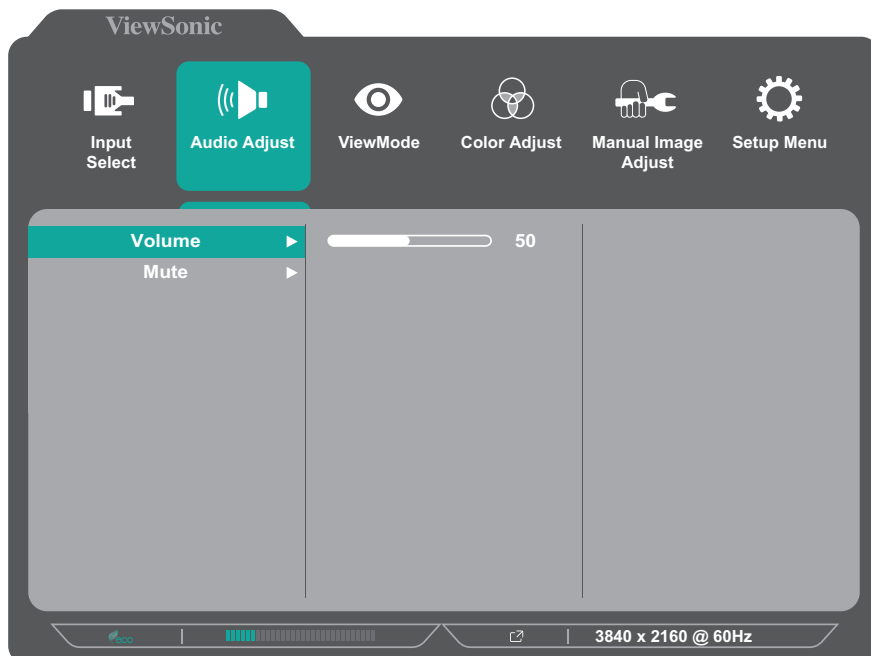 ViewSonic
Input Select
Audio Adjust
ViewMode
Color Adjust
Manual Image Adjust
Setup Menu
Volume
50
Mute
eco
3840 x 2160 @ 60Hz